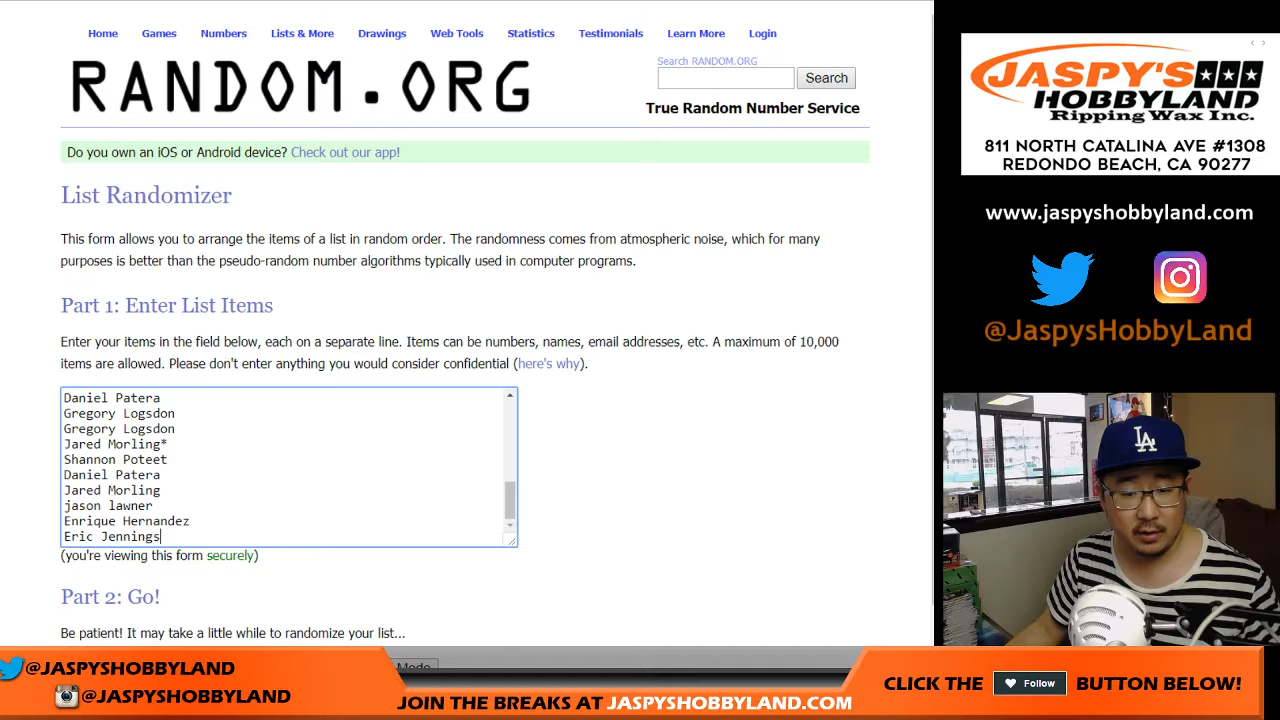 Home Games Numbers Lists & More Drawings Web Tools Statistics Testimonials Learn More Login
RANDOM.ORG
Search RANDOM.ORG
Search
True Random Number Service
Do you own an iOS or Android device? Check out our app!
List Randomizer
This form allows you to arrange the items of a list in random order. The randomness comes from atmospheric noise, which for many
purposes is better than the pseudo-random number algorithms typically used in computer programs.
Part 1: Enter List Items
Enter your items in the field below, each on a separate line. Items can be numbers, names, email addresses, etc. A maximum of 10,000
items are allowed. Please don't enter anything you would consider confidential (here's why).
Daniel Patera
Gregory Logsdon
Gregory Logsdon
Jared Morling*
Shannon Poteet
Daniel Patera
Jared Morling
jason lawner
Enrique Hernandez
Eric Jennings
(you're viewing this form securely)
Part 2: Go!
Be patient! It may take a little while to randomize your list...
Mode
JASPY'S
HOBBYLAND
Ripping Wax Inc.
811 NORTH CATALINA AVE #1308
REDONDO BEACH, CA 90277
www.jaspyshobbyland.com
@JaspysHobbyLand
LA
@JASPYSHOBBYLAND
@JASPYSHOBBYLAND
JOIN THE BREAKS AT JASPYSHOBBYLAND.COM
CLICK THE Follow BUTTON BELOW!